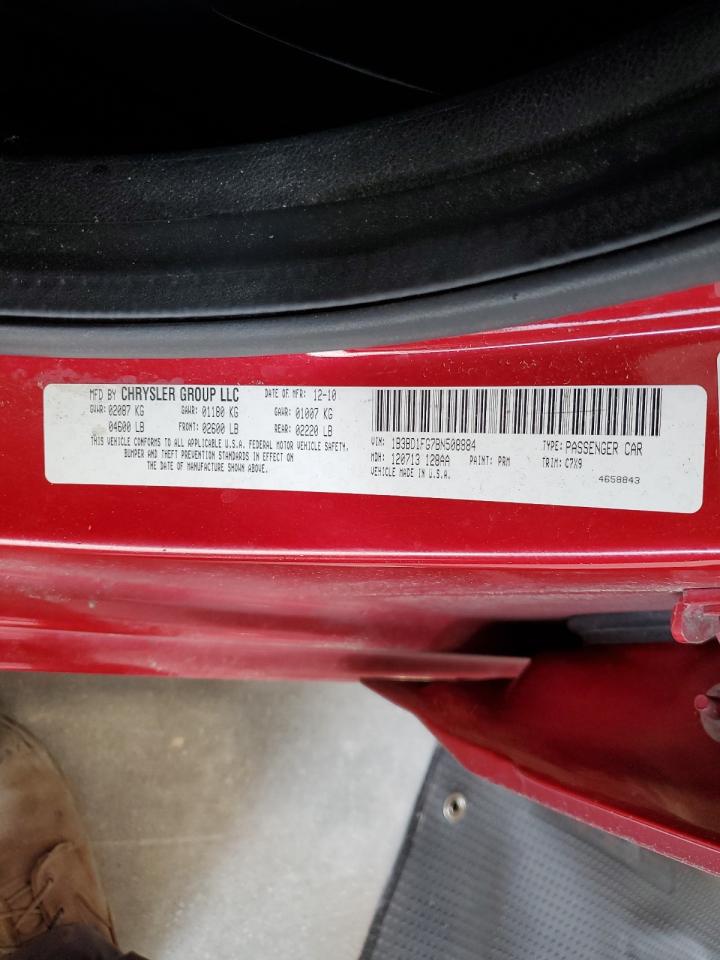 MFD BY CHRYSLER GROUP LLC DATE OF MFR: 12-10
GVWR: 02087 KG GAWR: 01180 KG GAWR: 01007 KG
04600 LB FRONT: 02600 LB REAR: 02220 LB
THIS VEHICLE CONFORMS TO ALL APPLICABLE U.S.A. FEDERAL MOTOR VEHICLE SAFETY,
BUMPER AND THEFT PREVENTION STANDARDS IN EFFECT ON
THE DATE OF MANUFACTURE SHOWN ABOVE.
VIN: 1B3BD1FG7BN508984 TYPE: PASSENGER CAR
MDH: 120713 128AA PAINT: PRM TRIM: C7X9
VEHICLE MADE IN U.S.A. 4658843